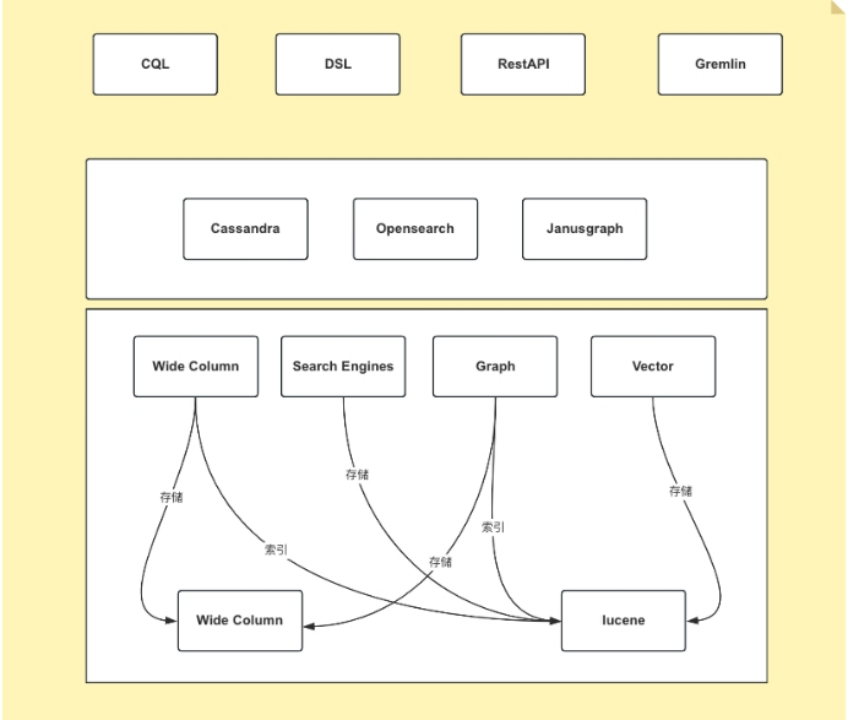 CQL
DSL
RestAPI
Gremlin
Cassandra
Opensearch
Janusgraph
Wide Column
Search Engines
Graph
Vector
存储
存储
存储
索引
索引
存储
Wide Column
lucene